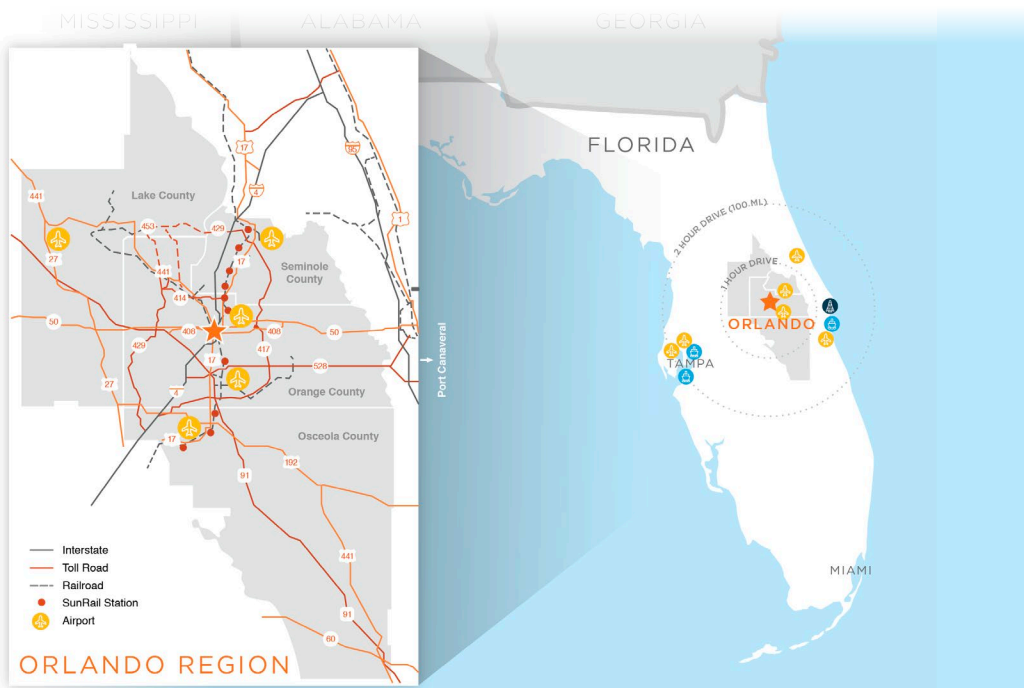 MISSISSIPPI
ALABAMA
GEORGIA
FLORIDA
2 HOUR DRIVE (100 MI.)
1 HOUR DRIVE
ORLANDO
TAMPA
MIAMI
17
95
4
1
441
Lake County
453
429
27
17
Seminole
County
441
414
50
408
408
50
429
417
17
528
Port Canaveral
27
4
Orange County
17
Osceola County
192
91
441
91
60
Interstate
Toll Road
Railroad
SunRail Station
Airport
ORLANDO REGION